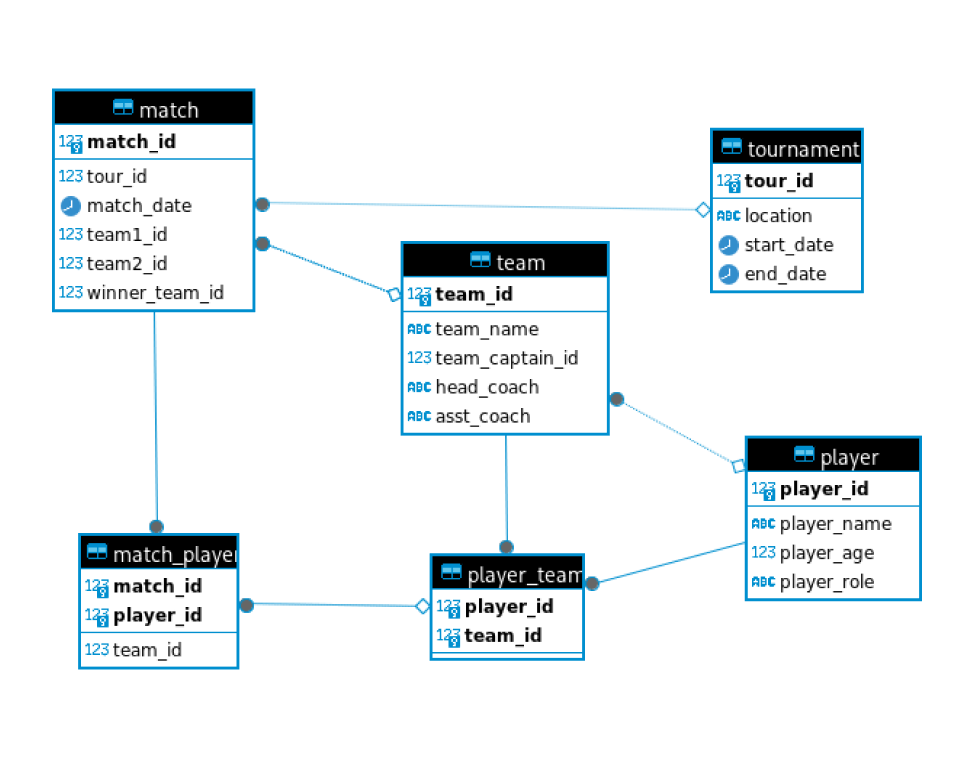 match
123 match_id
123 tour_id
match_date
123 team1_id
123 team2_id
123 winner_team_id
tournament
123 tour_id
ABC location
start_date
end_date
team
123 team_id
ABC team_name
123 team_captain_id
ABC head_coach
ABC asst_coach
player
123 player_id
ABC player_name
123 player_age
ABC player_role
match_player
123 match_id
123 player_id
123 team_id
player_team
123 player_id
123 team_id